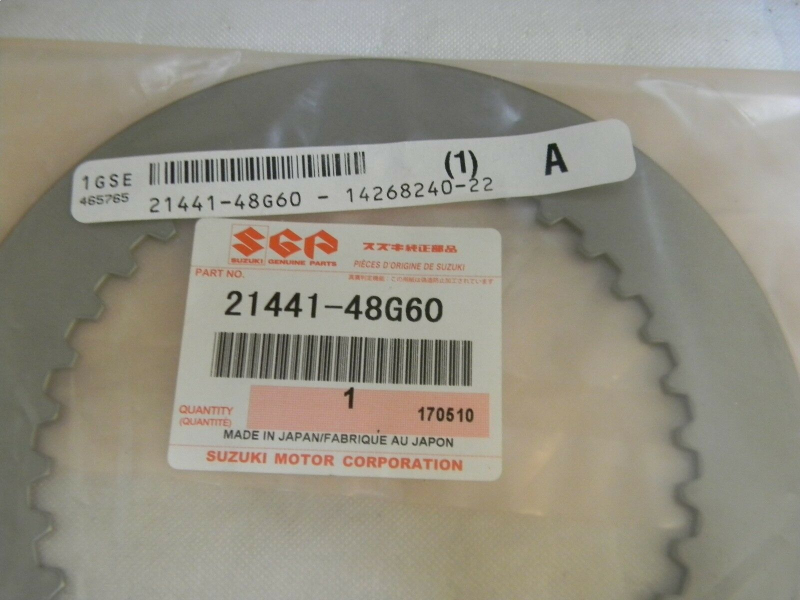 1GSE (1) A
465765 21441-48G60 - 14268240-22
SGP スズキ純正部品
SUZUKI GENUINE PARTS PIÈCES D'ORIGINE DE SUZUKI
PART NO.
21441-48G60
1
QUANTITY 170510
(QUANTITÉ)
MADE IN JAPAN/FABRIQUE AU JAPON
SUZUKI MOTOR CORPORATION